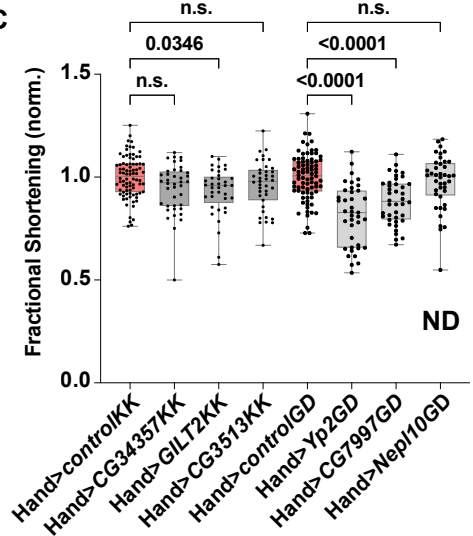 C
n.s.
n.s.
0.0346
<0.0001
n.s.
<0.0001
Fractional Shortening (norm.)
1.5
1.0
0.5
0.0
ND
Hand>controlKK
Hand>CG34357KK
Hand>GILT2KK
Hand>CG3513KK
Hand>controlGD
Hand>Yp2GD
Hand>CG7997GD
Hand>Nepl10GD